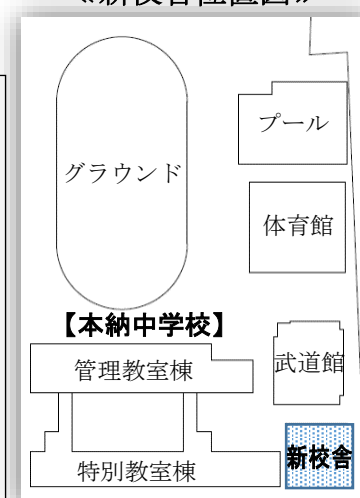 プール
グラウンド
体育館
【本納中学校】
管理教室棟
武道館
新校舎
特別教室棟